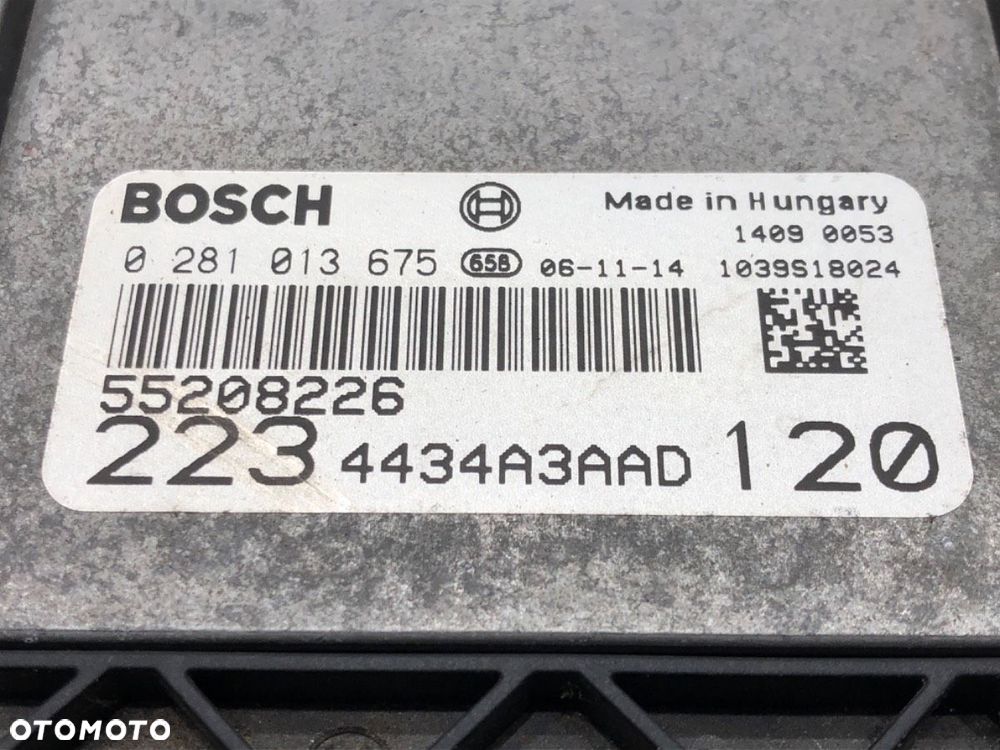 BOSCH
Made in Hungary
1409 0053
0 281 013 675 658 06-11-14 1039S18024
55208226
223 4434A3AAD 120
OTOMOTO